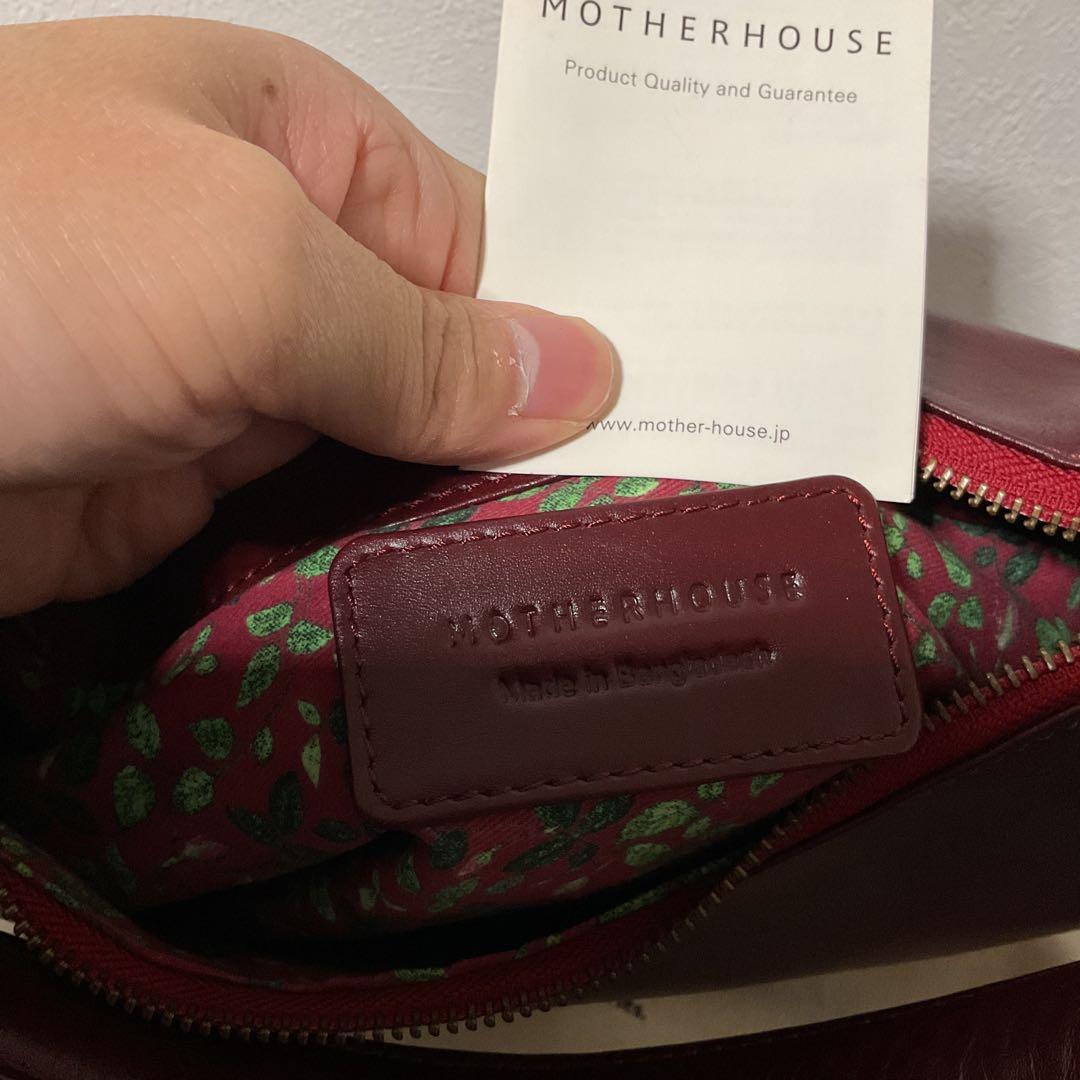 MOTHERHOUSE
Product Quality and Guarantee
www.mother-house.jp
MOTHERHOUSE
Made in Bangladesh